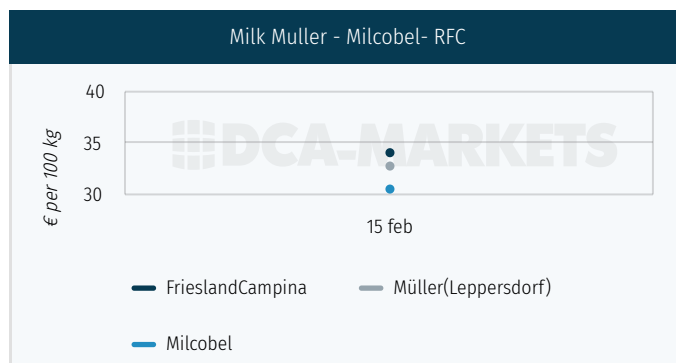 Milk Muller - Milcobel- RFC
40
35
30
€ per 100 kg
DCA-MARKETS
15 feb
FrieslandCampina
Müller(Leppersdorf)
Milcobel